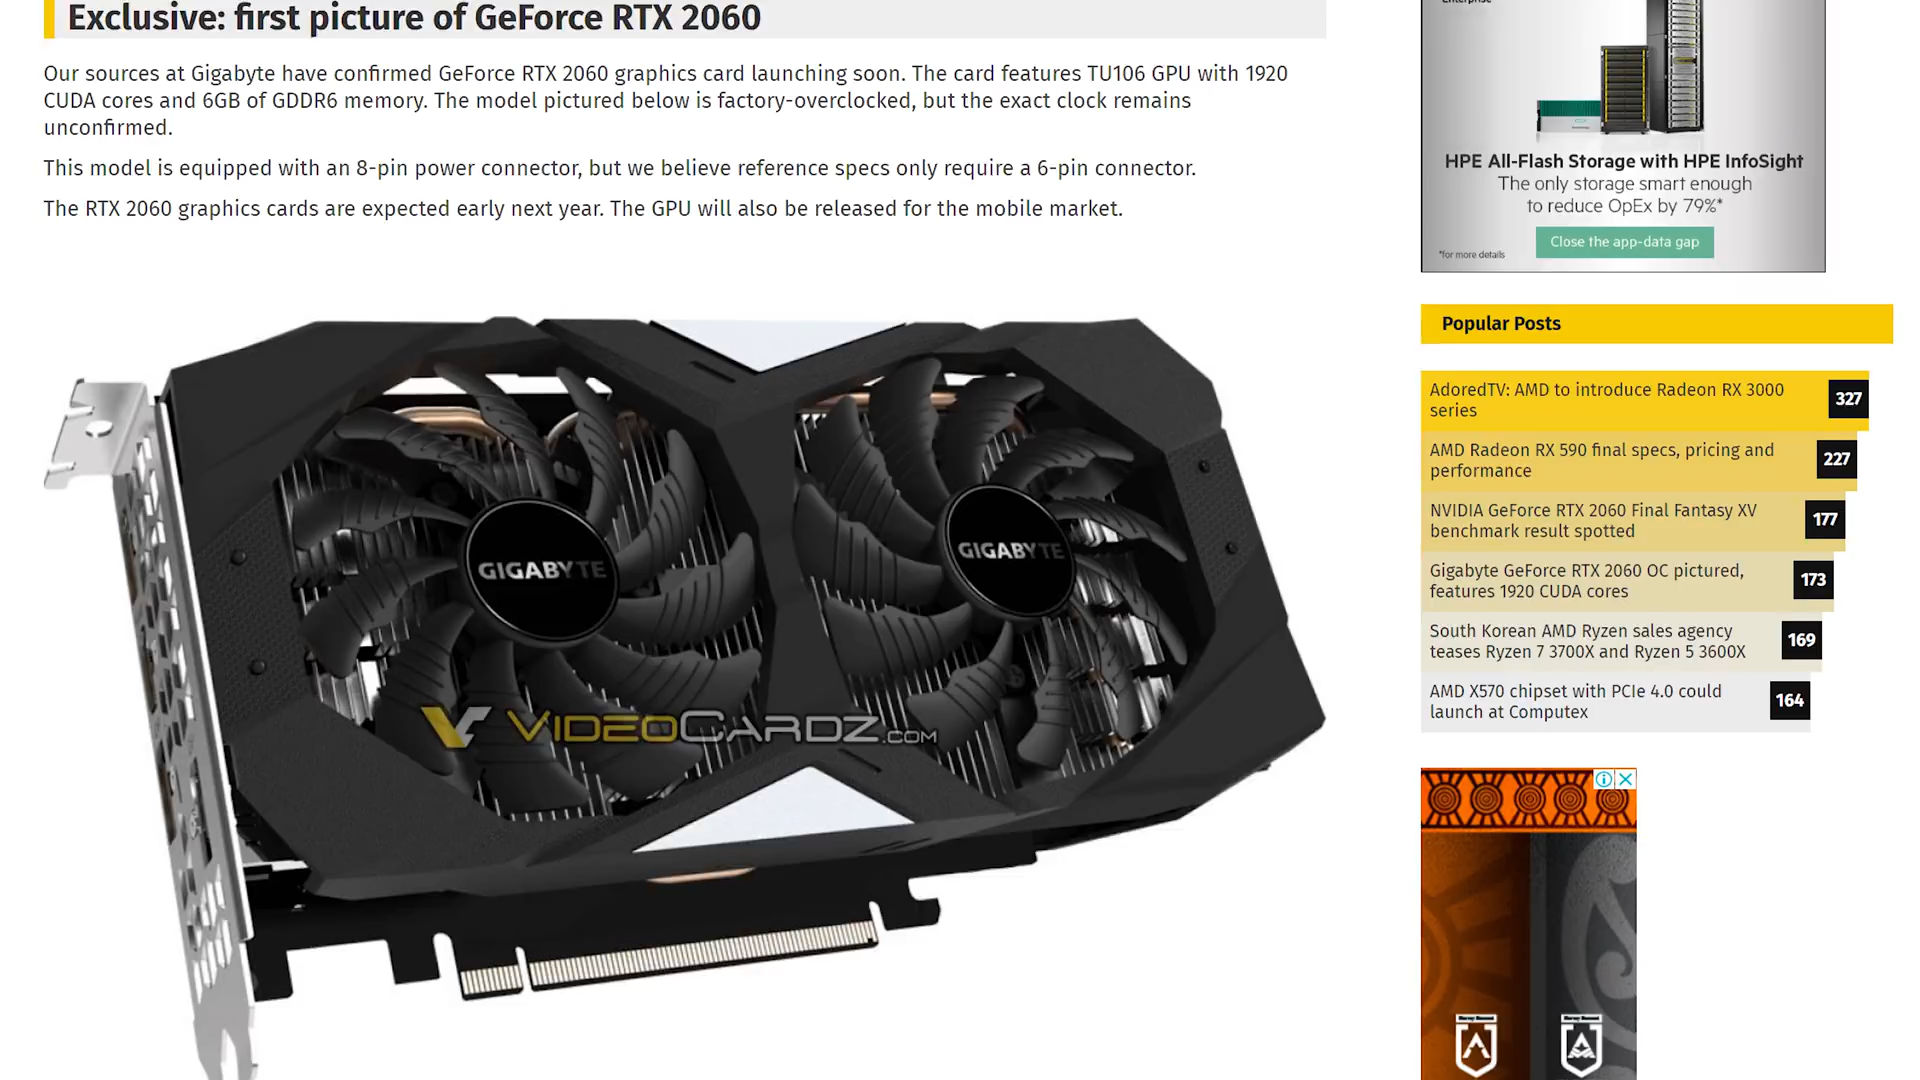 Exclusive: first picture of GeForce RTX 2060
Our sources at Gigabyte have confirmed GeForce RTX 2060 graphics card launching soon. The card features TU106 GPU with 1920
CUDA cores and 6GB of GDDR6 memory. The model pictured below is factory-overclocked, but the exact clock remains
unconfirmed.
This model is equipped with an 8-pin power connector, but we believe reference specs only require a 6-pin connector.
The RTX 2060 graphics cards are expected early next year. The GPU will also be released for the mobile market.
GIGABYTE
GIGABYTE
VIDEOCARDZ.COM
Enterprise
HPE All-Flash Storage with HPE InfoSight
The only storage smart enough
to reduce OpEx by 79%*
Close the app-data gap
*for more details
Popular Posts
AdoredTV: AMD to introduce Radeon RX 3000
series
327
AMD Radeon RX 590 final specs, pricing and
performance
227
NVIDIA GeForce RTX 2060 Final Fantasy XV
benchmark result spotted
177
Gigabyte GeForce RTX 2060 OC pictured,
features 1920 CUDA cores
173
South Korean AMD Ryzen sales agency
teases Ryzen 7 3700X and Ryzen 5 3600X
169
AMD X570 chipset with PCIe 4.0 could
launch at Computex
164